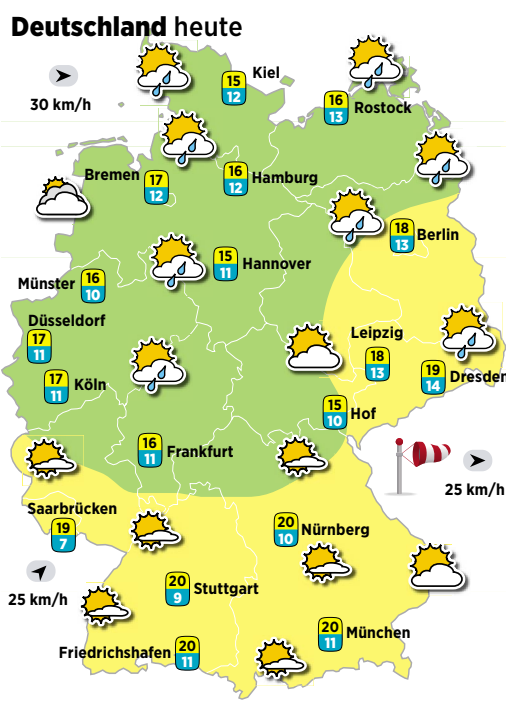 Deutschland heute
30 km/h
15
12
Kiel
16
13
Rostock
Bremen
17
12
16
12
Hamburg
18
13
Berlin
15
11
Hannover
Münster
16
10
Düsseldorf
17
11
Leipzig
18
13
17
11
Köln
19
14
Dresden
15
10
Hof
16
11
Frankfurt
25 km/h
Saarbrücken
19
7
20
10
Nürnberg
25 km/h
20
9
Stuttgart
20
11
München
Friedrichshafen
20
11